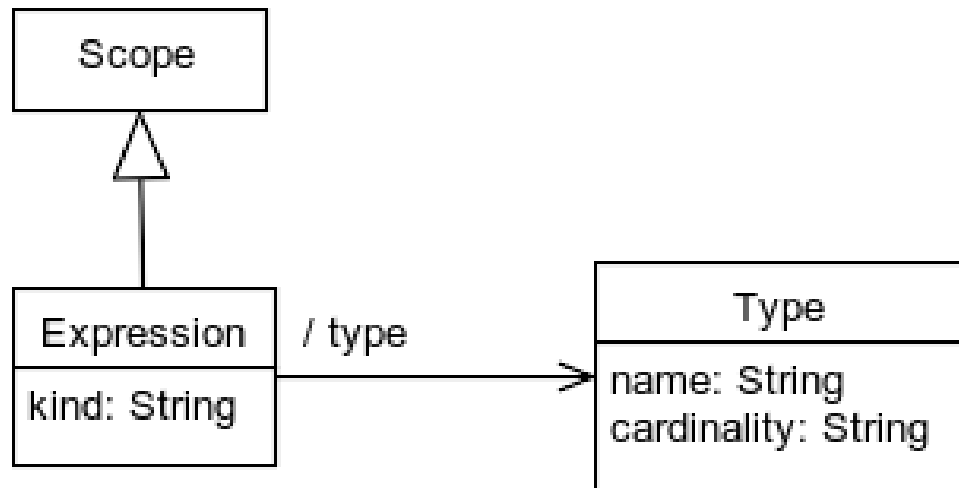 Scope
Expression
/ type
kind: String
Type
name: String
cardinality: String